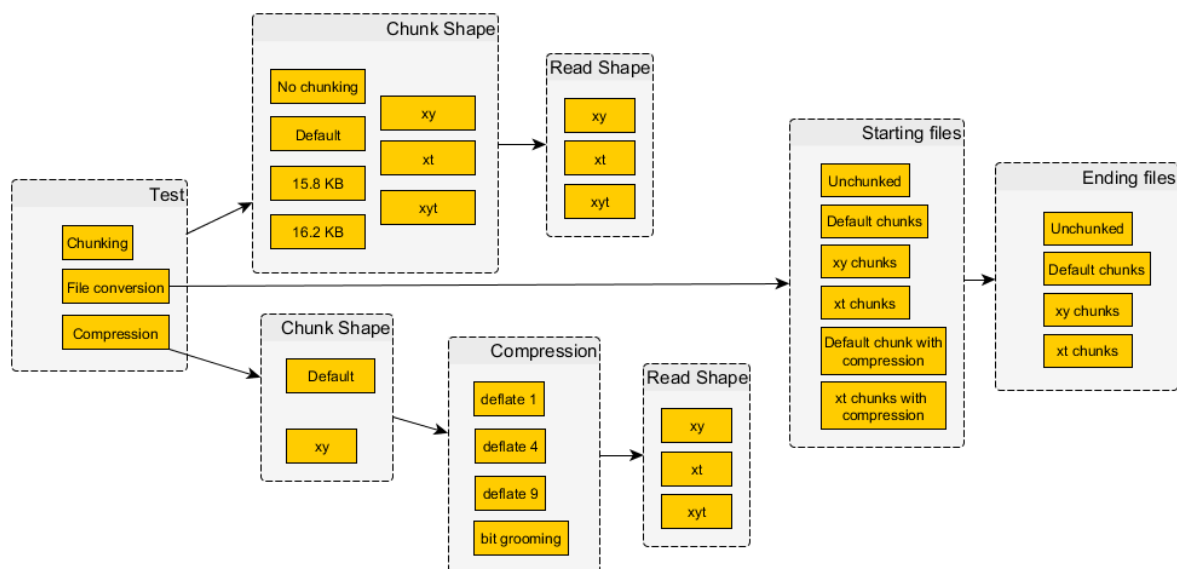 Test
Chunking
File conversion
Compression
Chunk Shape
No chunking
Default
15.8 KB
16.2 KB
xy
xt
xyt
Read Shape
xy
xt
xyt
Starting files
Unchunked
Default chunks
xy chunks
xt chunks
Default chunk with
compression
xt chunks with
compression
Ending files
Unchunked
Default chunks
xy chunks
xt chunks
Chunk Shape
Default
xy
Compression
deflate 1
deflate 4
deflate 9
bit grooming
Read Shape
xy
xt
xyt